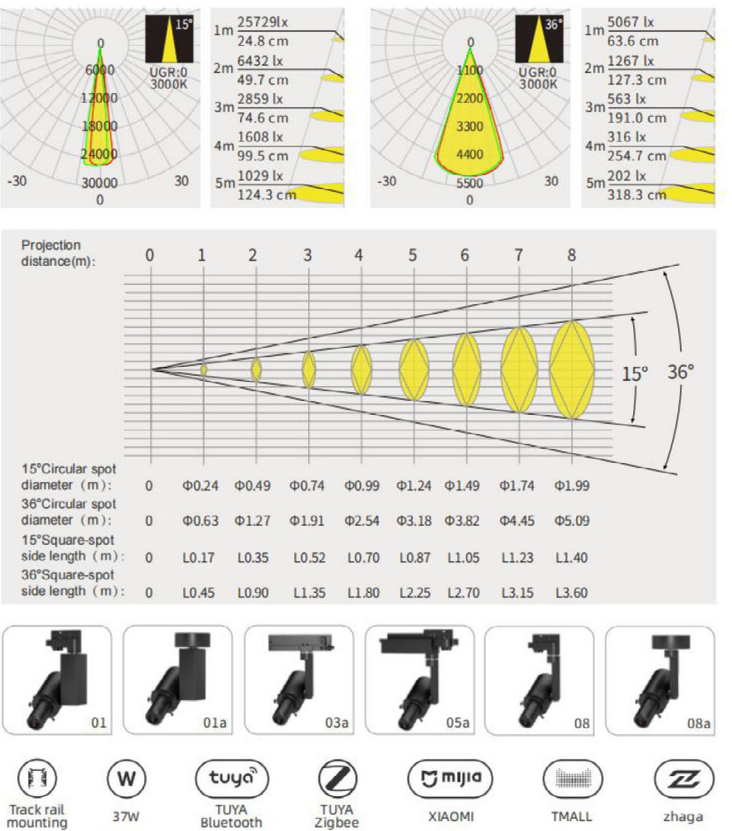 15°
0
6000
12000
18000
24000
30000
0
-30
30
UGR:0
3000K
1m 25729lx
24.8 cm
2m 6432 lx
49.7 cm
3m 2859 lx
74.6 cm
4m 1608 lx
99.5 cm
5m 1029 lx
124.3 cm
36°
0
1100
2200
3300
4400
5500
0
-30
30
UGR:0
3000K
1m 5067 lx
63.6 cm
2m 1267 lx
127.3 cm
3m 563 lx
191.0 cm
4m 316 lx
254.7 cm
5m 202 lx
318.3 cm
Projection
distance(m): 0 1 2 3 4 5 6 7 8
15° 36°
15°Circular spot
diameter (m): 0 Φ0.24 Φ0.49 Φ0.74 Φ0.99 Φ1.24 Φ1.49 Φ1.74 Φ1.99
36°Circular spot
diameter (m): 0 Φ0.63 Φ1.27 Φ1.91 Φ2.54 Φ3.18 Φ3.82 Φ4.45 Φ5.09
15°Square-spot
side length (m): 0 L0.17 L0.35 L0.52 L0.70 L0.87 L1.05 L1.23 L1.40
36°Square-spot
side length (m): 0 L0.45 L0.90 L1.35 L1.80 L2.25 L2.70 L3.15 L3.60
01 01a 03a 05a 08 08a
W tuya mijia
Track rail
mounting
37W
TUYA
Bluetooth
TUYA
Zigbee
XIAOMI
TMALL
zhaga